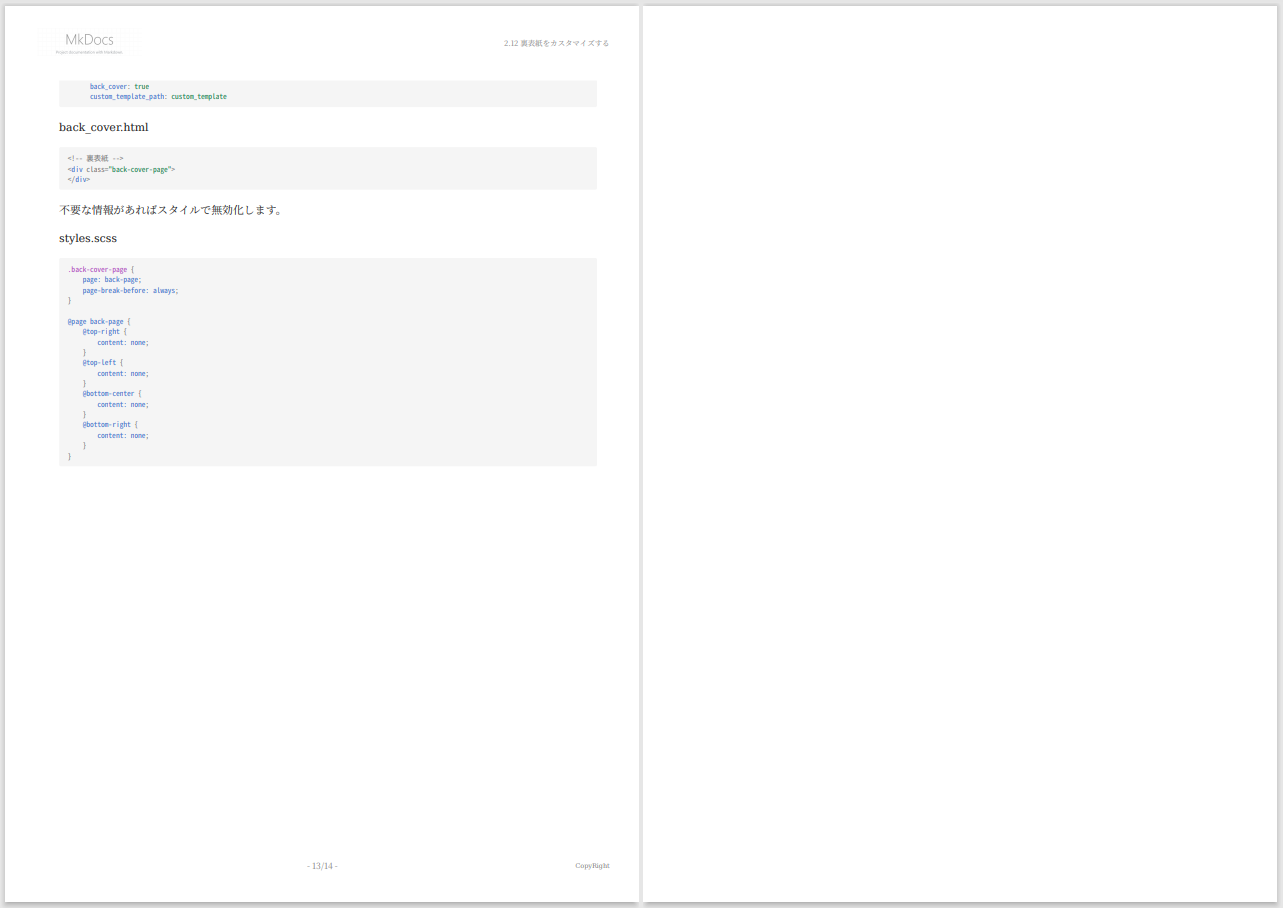 MkDocs
Project documentation with Markdown.
2.12 裏表紙をカスタマイズする
back_cover: true
custom_template_path: custom_template
back_cover.html
<!-- 裏表紙 -->
<div class="back-cover-page">
</div>
不要な情報があればスタイルで無効化します。
styles.scss
.back-cover-page {
    page: back-page;
    page-break-before: always;
}
@page back-page {
    @top-right {
        content: none;
    }
    @top-left {
        content: none;
    }
    @bottom-center {
        content: none;
    }
    @bottom-right {
        content: none;
    }
}
- 13/14 -
CopyRight